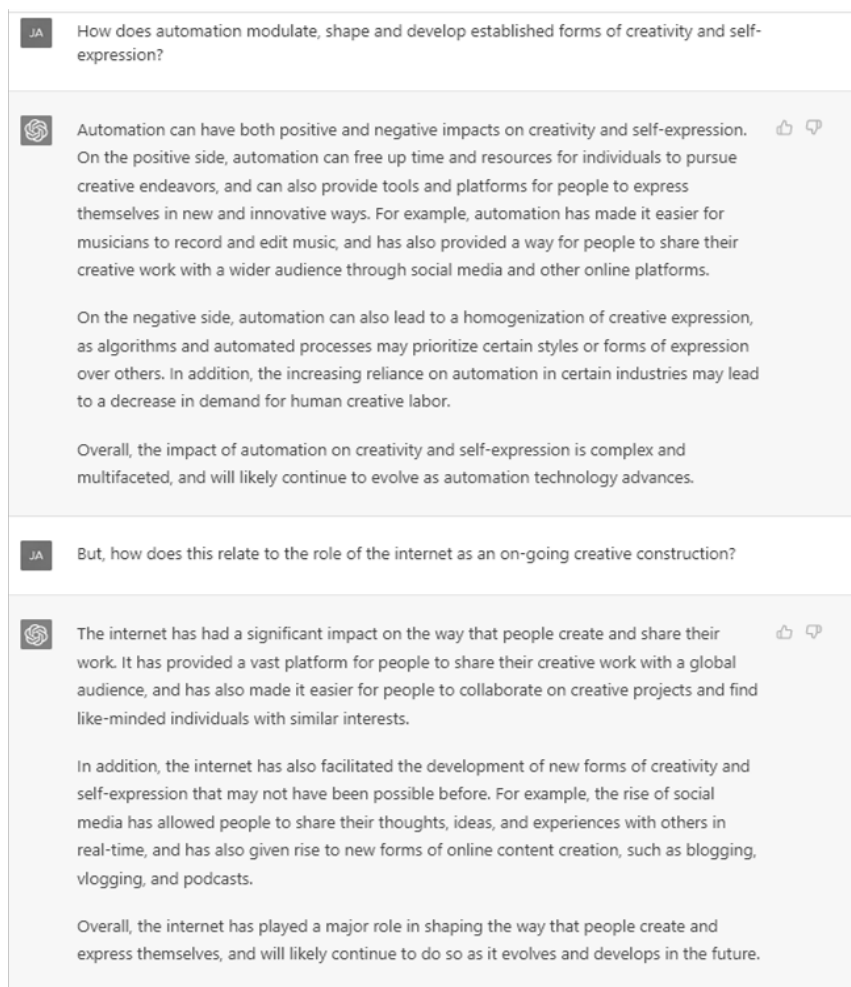 JA
How does automation modulate, shape and develop established forms of creativity and self-
expression?
Automation can have both positive and negative impacts on creativity and self-expression.
On the positive side, automation can free up time and resources for individuals to pursue
creative endeavors, and can also provide tools and platforms for people to express
themselves in new and innovative ways. For example, automation has made it easier for
musicians to record and edit music, and has also provided a way for people to share their
creative work with a wider audience through social media and other online platforms.
On the negative side, automation can also lead to a homogenization of creative expression,
as algorithms and automated processes may prioritize certain styles or forms of expression
over others. In addition, the increasing reliance on automation in certain industries may lead
to a decrease in demand for human creative labor.
Overall, the impact of automation on creativity and self-expression is complex and
multifaceted, and will likely continue to evolve as automation technology advances.
JA
But, how does this relate to the role of the internet as an on-going creative construction?
The internet has had a significant impact on the way that people create and share their
work. It has provided a vast platform for people to share their creative work with a global
audience, and has also made it easier for people to collaborate on creative projects and find
like-minded individuals with similar interests.
In addition, the internet has also facilitated the development of new forms of creativity and
self-expression that may not have been possible before. For example, the rise of social
media has allowed people to share their thoughts, ideas, and experiences with others in
real-time, and has also given rise to new forms of online content creation, such as blogging,
vlogging, and podcasts.
Overall, the internet has played a major role in shaping the way that people create and
express themselves, and will likely continue to do so as it evolves and develops in the future.